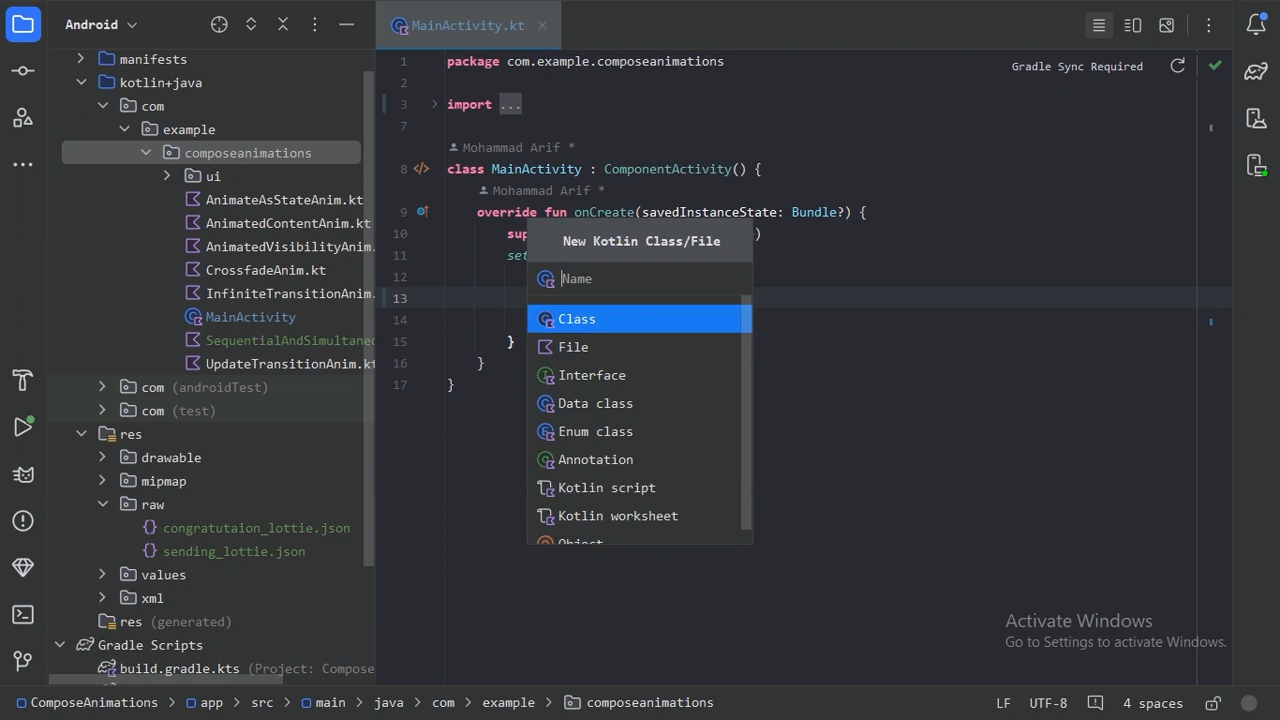 Android
MainActivity.kt
manifests
kotlin+java
com
example
composeanimations
ui
AnimateAsStateAnim.kt
AnimatedContentAnim.kt
AnimatedVisibilityAnim.
CrossfadeAnim.kt
InfiniteTransitionAnim.
MainActivity
SequentialAndSimultaneo
UpdateTransitionAnim.kt
com (androidTest)
com (test)
res
drawable
mipmap
raw
{} congratutaion_lottie.json
{} sending_lottie.json
values
xml
res (generated)
Gradle Scripts
build.gradle.kts (Project: Compose
1 package com.example.composeanimations
Gradle Sync Required
2
3 import ...
7
Mohammad Arif *
8 class MainActivity : ComponentActivity() {
Mohammad Arif *
9 override fun onCreate(savedInstanceState: Bundle?) {
10 sup )
11 set
12
13
14
15 }
16 }
17 }
New Kotlin Class/File
Name
Class
File
Interface
Data class
Enum class
Annotation
Kotlin script
Kotlin worksheet
Object
Activate Windows
Go to Settings to activate Windows.
ComposeAnimations > app > src > main > java > com > example > composeanimations
LF UTF-8 4 spaces